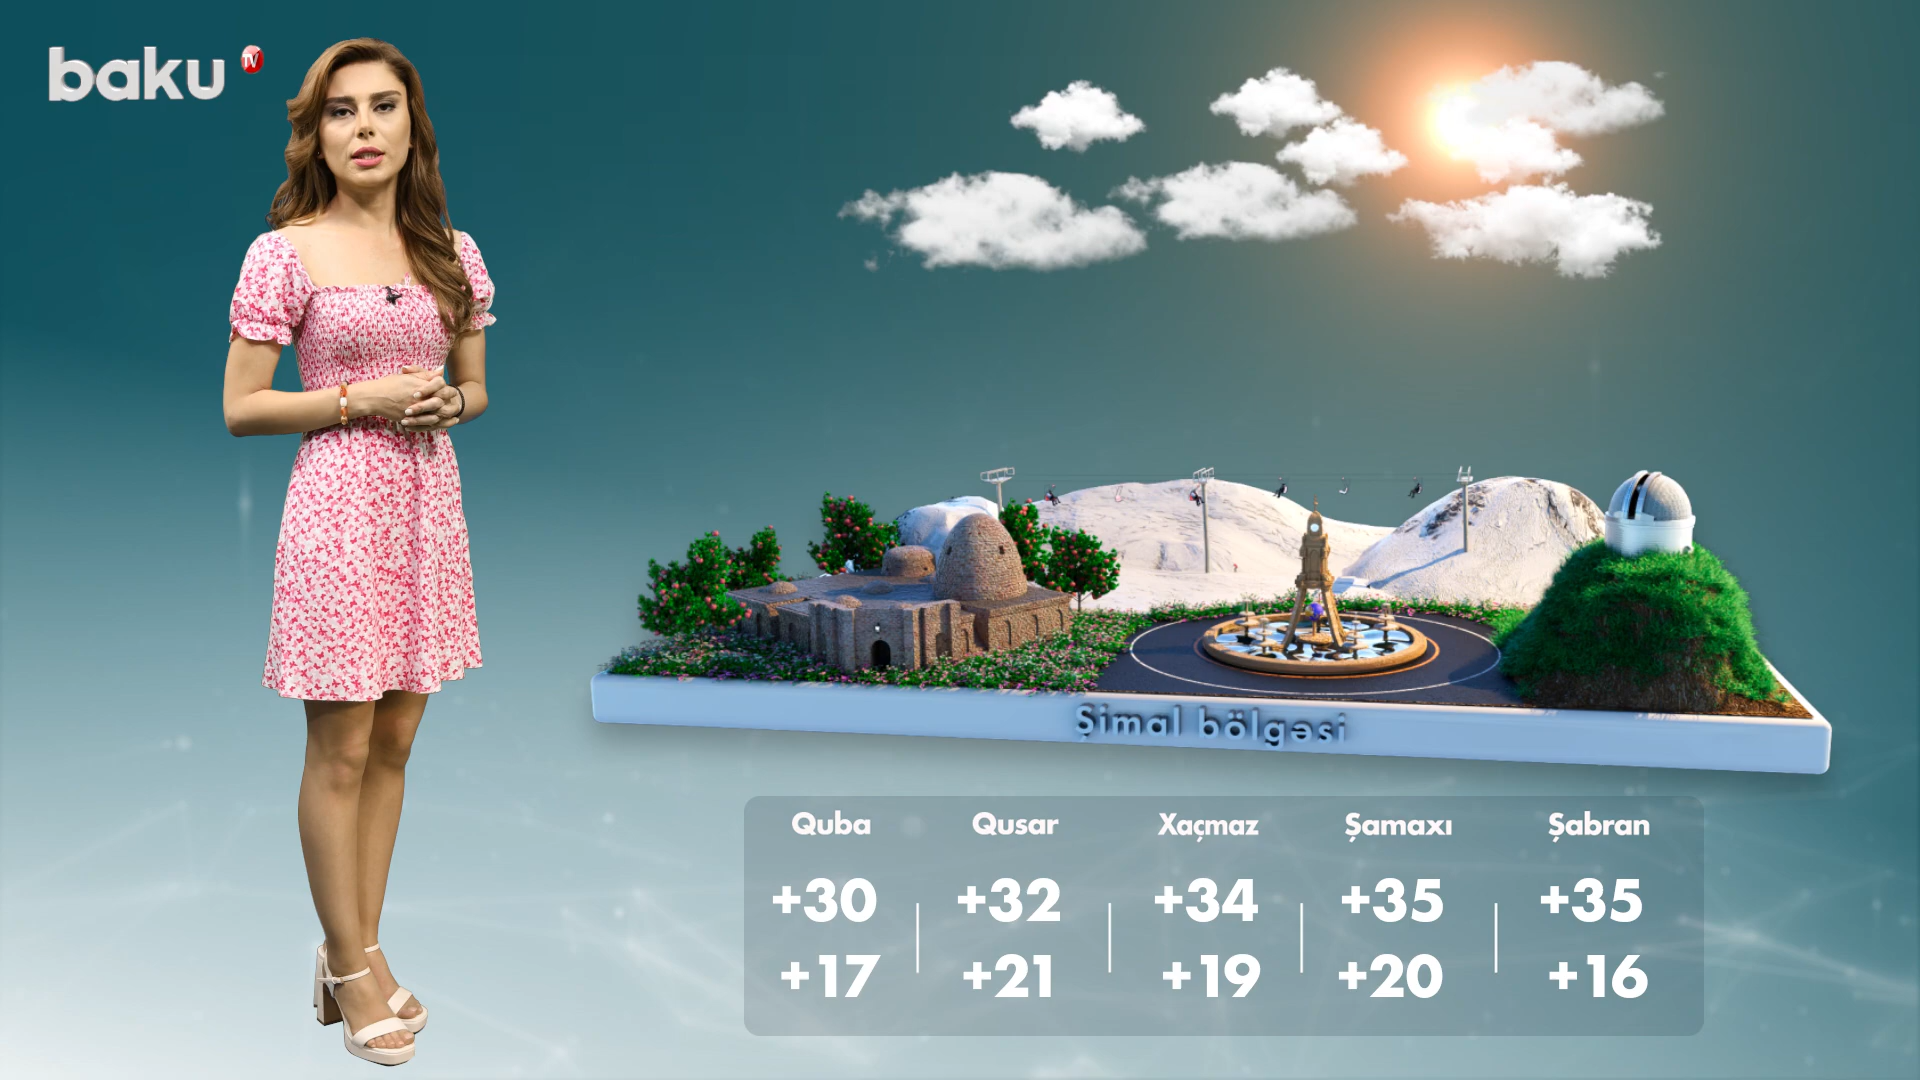 baku TV
Şimal bölgəsi
Quba Qusar Xaçmaz Şamaxı Şabran
+30 +32 +34 +35 +35
+17 +21 +19 +20 +16